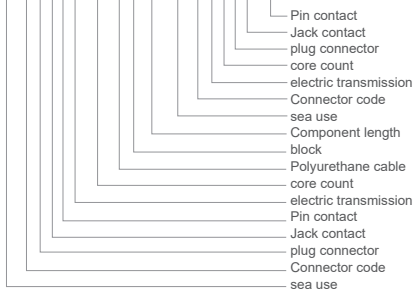 Pin contact
Jack contact
plug connector
core count
electric transmission
Connector code
sea use
Component length
block
Polyurethane cable
core count
electric transmission
Pin contact
Jack contact
plug connector
Connector code
sea use